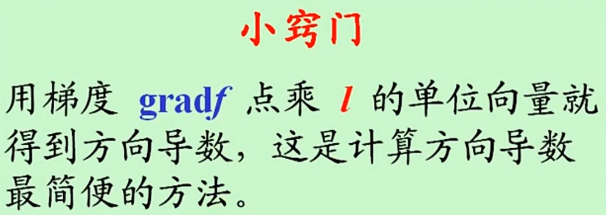 小窍门
用梯度 gradf 点乘 l 的单位向量就
得到方向导数，这是计算方向导数
最简便的方法。